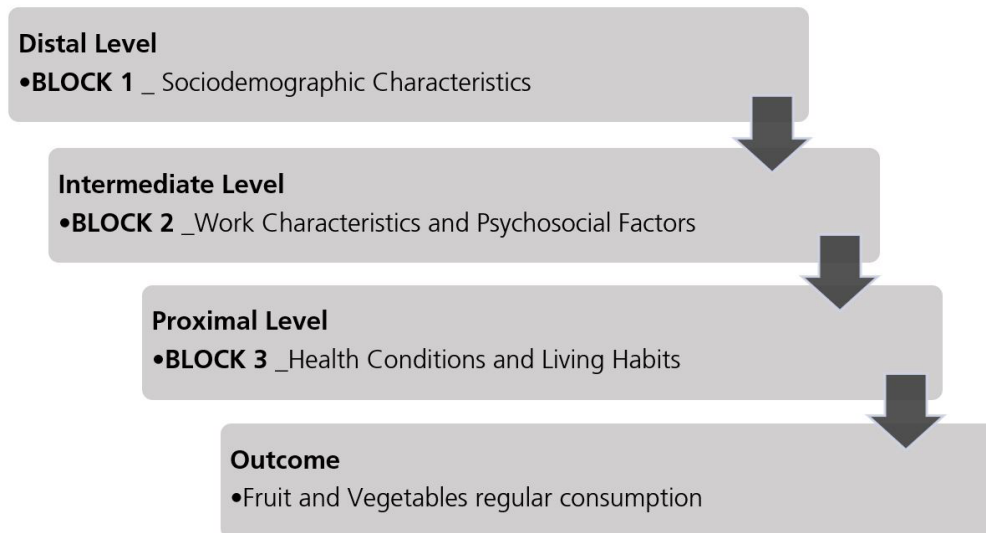 Distal Level
•BLOCK 1 _ Sociodemographic Characteristics
Intermediate Level
•BLOCK 2 _Work Characteristics and Psychosocial Factors
Proximal Level
•BLOCK 3 _Health Conditions and Living Habits
Outcome
•Fruit and Vegetables regular consumption